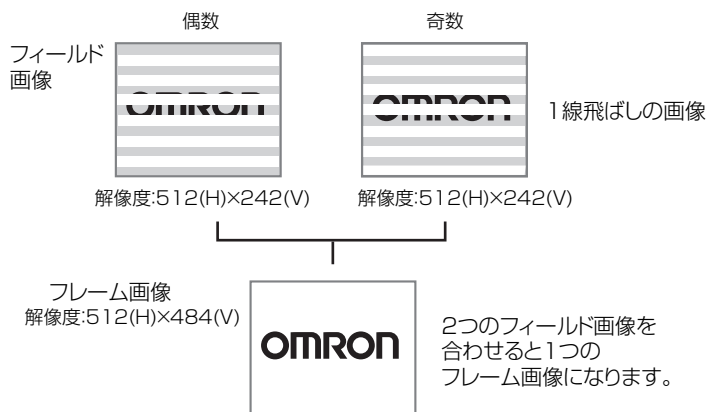 偶数
奇数
フィールド
画像
OMRON
OMRON
1線飛ばしの画像
解像度:512(H)×242(V)
解像度:512(H)×242(V)
フレーム画像
解像度:512(H)×484(V)
OMRON
2つのフィールド画像を
合わせると1つの
フレーム画像になります。